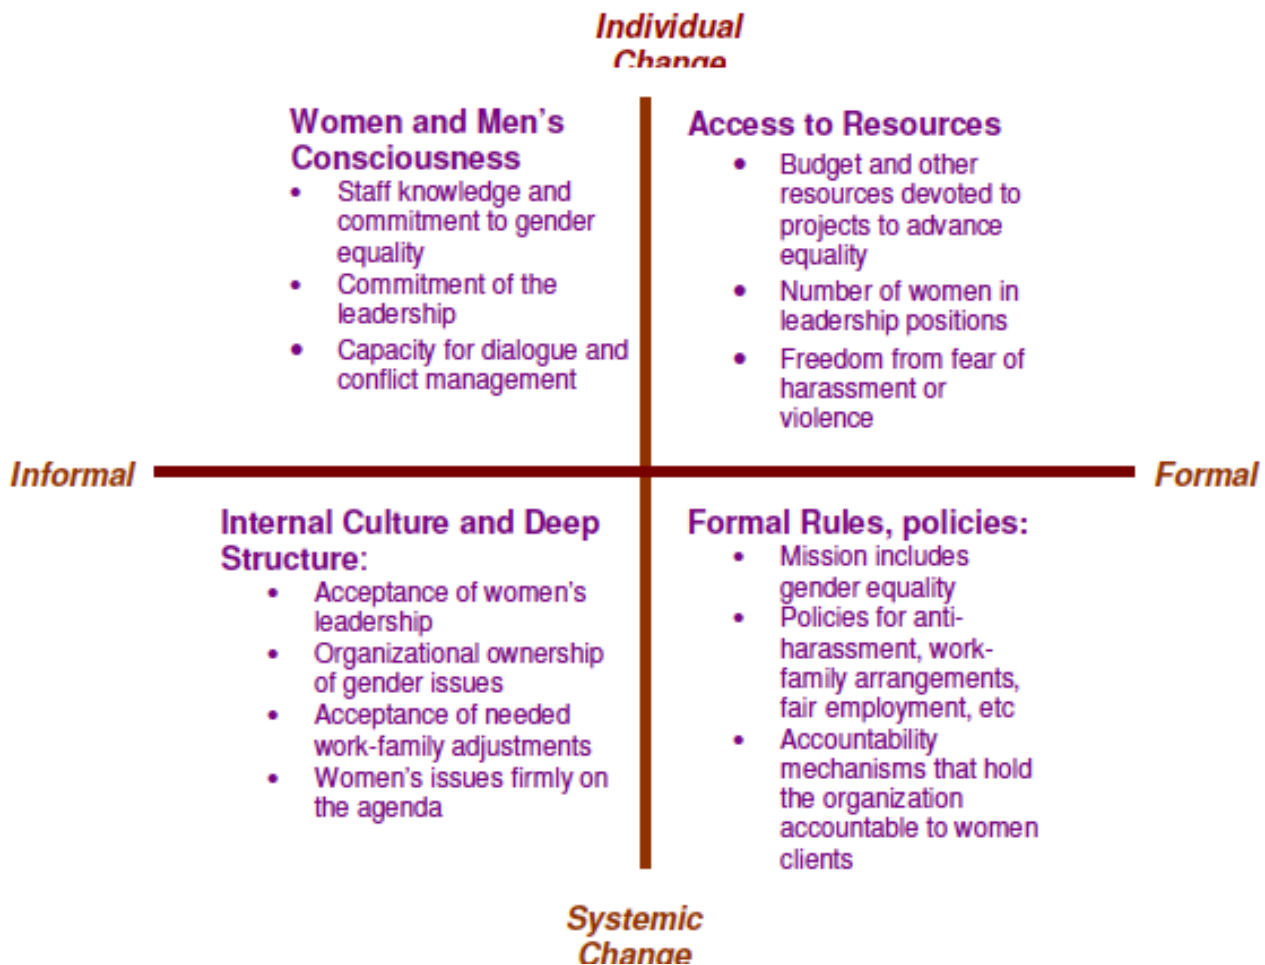 Individual
Change
Women and Men's
Consciousness
• Staff knowledge and
commitment to gender
equality
• Commitment of the
leadership
• Capacity for dialogue and
conflict management
Access to Resources
• Budget and other
resources devoted to
projects to advance
equality
• Number of women in
leadership positions
• Freedom from fear of
harassment or
violence
Informal
Formal
Internal Culture and Deep
Structure:
• Acceptance of women's
leadership
• Organizational ownership
of gender issues
• Acceptance of needed
work-family adjustments
• Women's issues firmly on
the agenda
Formal Rules, policies:
• Mission includes
gender equality
• Policies for anti-
harassment, work-
family arrangements,
fair employment, etc
• Accountability
mechanisms that hold
the organization
accountable to women
clients
Systemic
Change